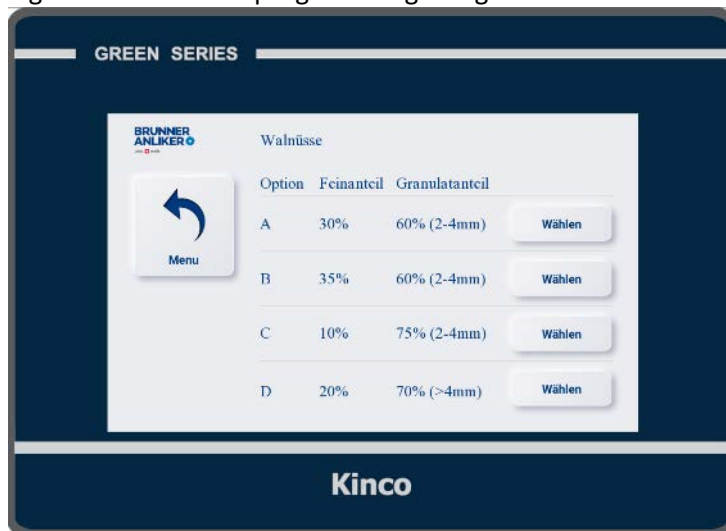 GREEN SERIES
BRUNNER
ANLIKER
Walnüsse
Option Feinanteil Granulatanteil
A 30% 60% (2-4mm) Wählen
Menu
B 35% 60% (2-4mm) Wählen
C 10% 75% (2-4mm) Wählen
D 20% 70% (>4mm) Wählen
Kinco